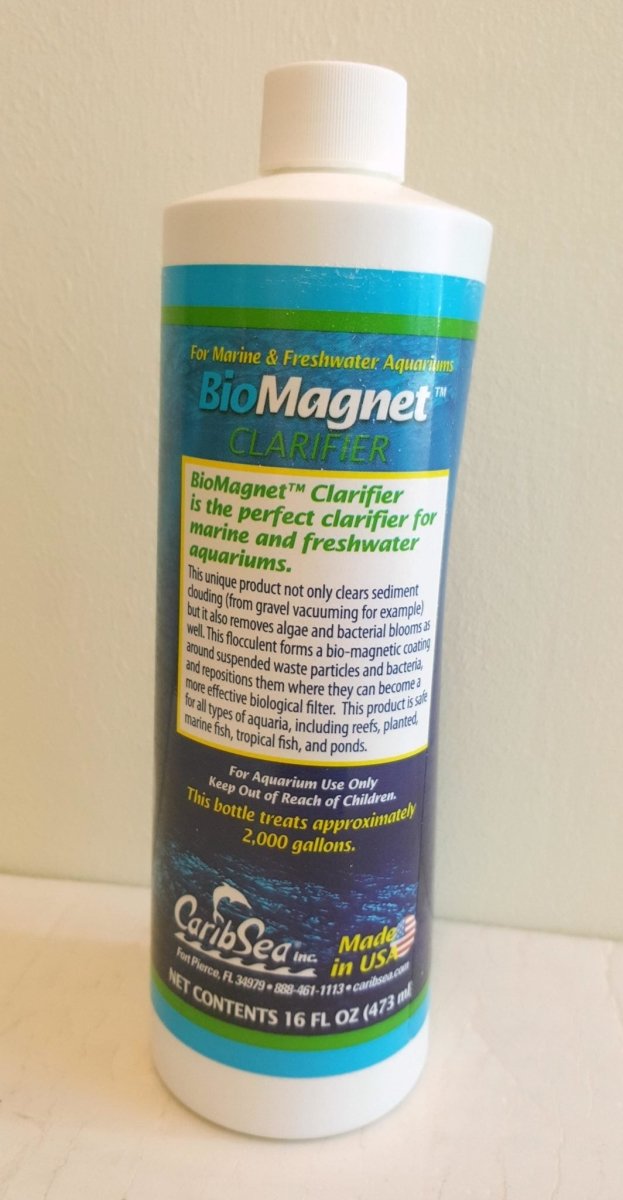 For Marine & Freshwater Aquariums
BioMagnet™
CLARIFIER
BioMagnet™ Clarifier
is the perfect clarifier for
marine and freshwater
aquariums.
This unique product not only clears sediment
clouding (from gravel vacuuming for example)
but it also removes algae and bacterial blooms as
well. This flocculent forms a bio-magnetic coating
around suspended waste particles and bacteria,
and repositions them where they can become a
more effective biological filter. This product is safe
for all types of aquaria, including reefs, planted,
marine fish, tropical fish, and ponds.
For Aquarium Use Only
Keep Out of Reach of Children.
This bottle treats approximately
2,000 gallons.
CaribSea® Inc.
Made
in USA
Fort Pierce, FL 34979 • 888-461-1113 • caribsea.com
NET CONTENTS 16 FL OZ (473 ml